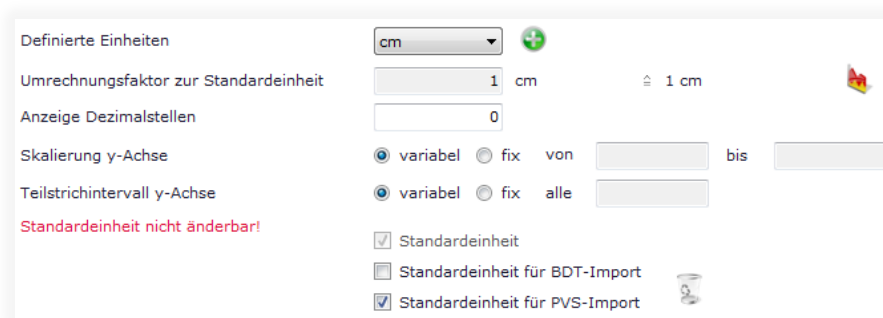 Definierte Einheiten cm
Umrechnungsfaktor zur Standardeinheit 1 cm ≙ 1 cm
Anzeige Dezimalstellen 0
Skalierung y-Achse variabel fix von bis
Teilstrichintervall y-Achse variabel fix alle
Standardeinheit nicht änderbar!
Standardeinheit
Standardeinheit für BDT-Import
Standardeinheit für PVS-Import